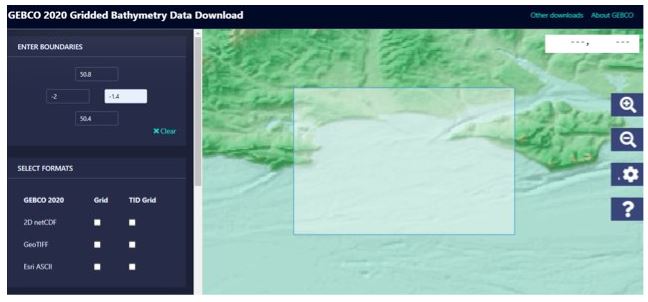 GEBCO 2020 Gridded Bathymetry Data Download
Other downloads About GEBCO
ENTER BOUNDARIES
50.8
-2 -1.4
50.4
✖ Clear
---, ---
SELECT FORMATS
GEBCO 2020 Grid TID Grid
2D netCDF
GeoTIFF
Esri ASCII
?